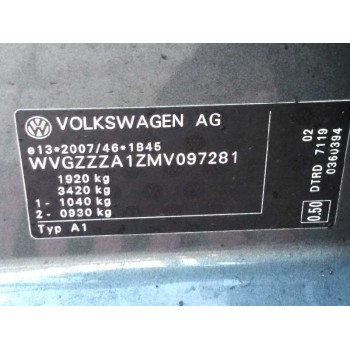 VOLKSWAGEN AG
e13*2007/46*1845
WVGZZZA1ZMV097281
1920 kg
3420 kg
1- 1040 kg
2- 0930 kg
Typ A1
02
DTRD 7119
0360394
0.50